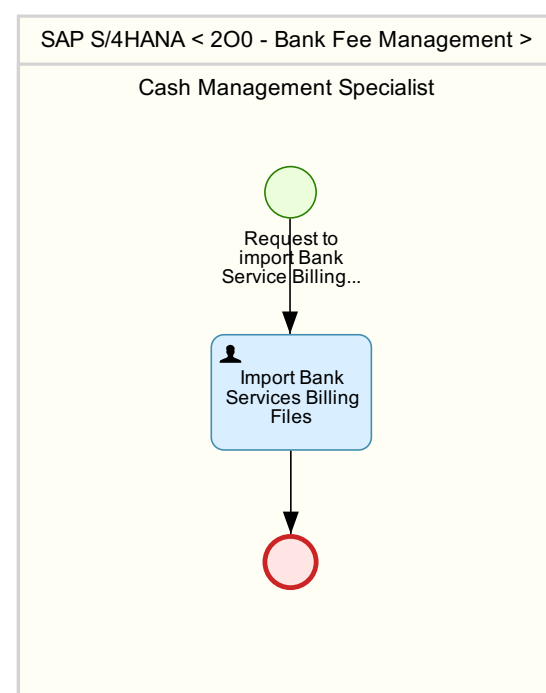 SAP S/4HANA < 2O0 - Bank Fee Management >
Cash Management Specialist
Request to
import Bank
Service Billing...
Import Bank
Services Billing
Files